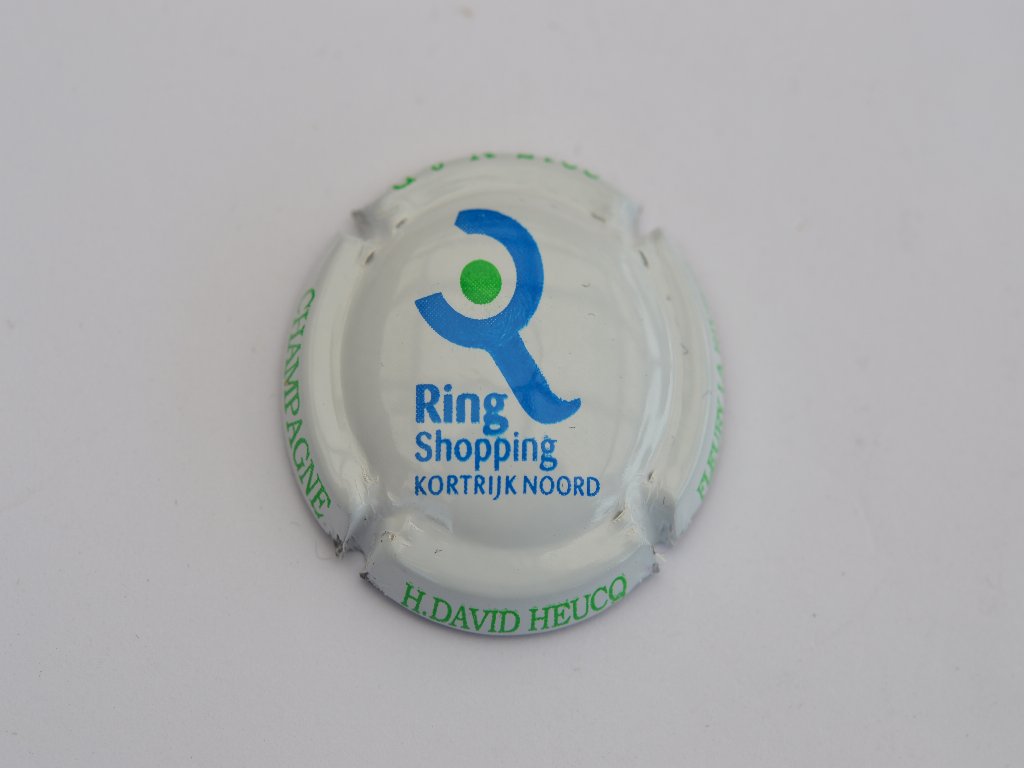 Ring
Shopping
KORTRIJK NOORD
CHAMPAGNE
H.DAVID HEUCQ